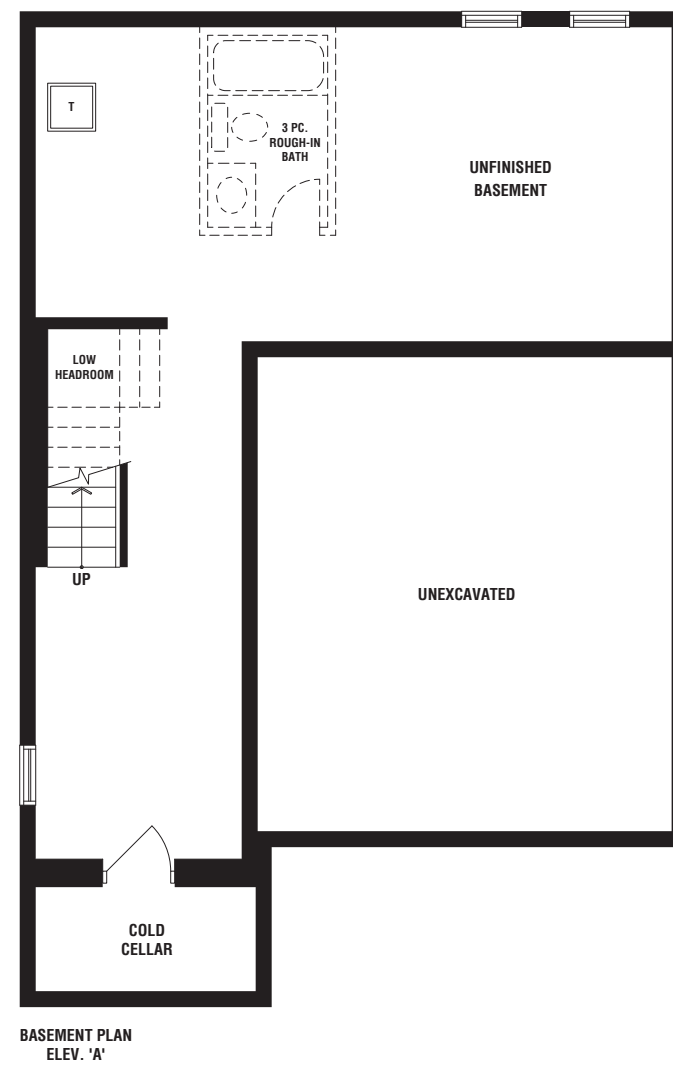 T
3 PC.
ROUGH-IN
BATH
UNFINISHED
BASEMENT
LOW
HEADROOM
UP
UNEXCAVATED
COLD
CELLAR
BASEMENT PLAN
ELEV. 'A'